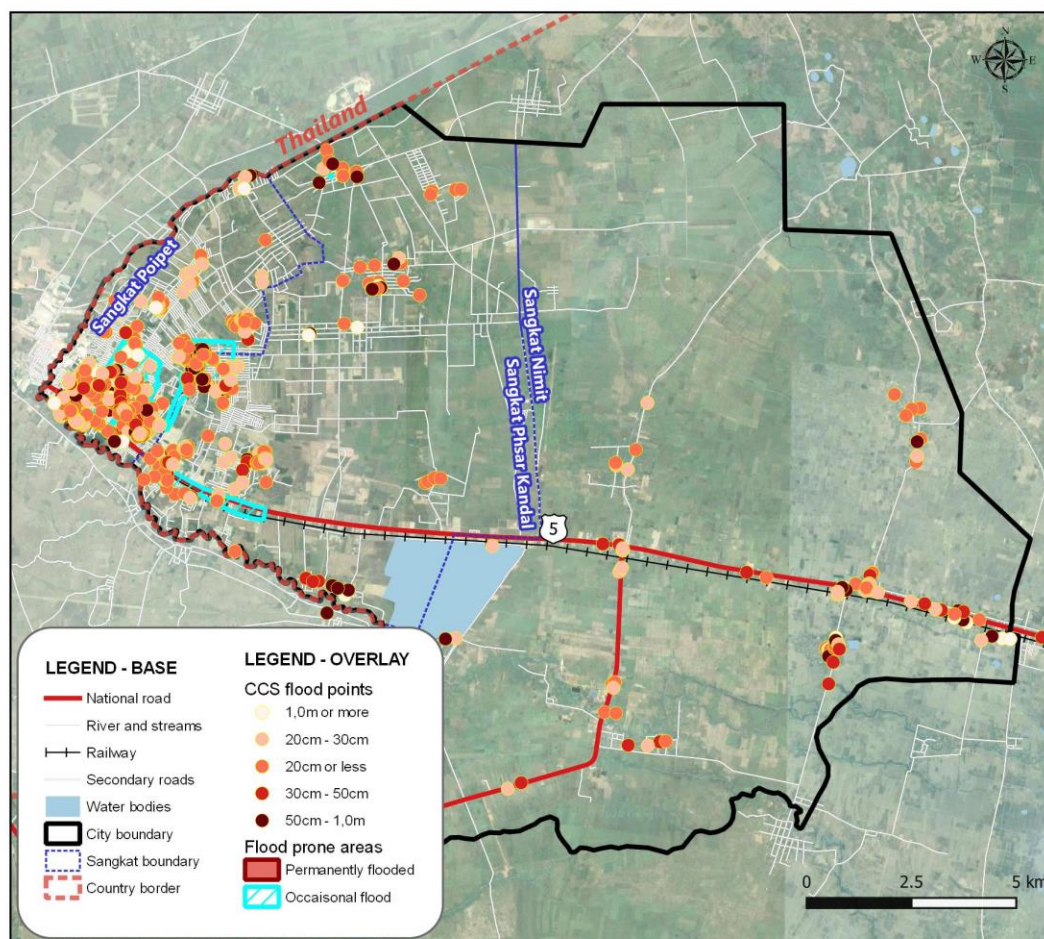 N
W
E
S
Thailand
Sangkat Poipet
Sangkat Nimit
Sangkat Phsar Kandal
5
LEGEND - BASE
National road
River and streams
Railway
Secondary roads
Water bodies
City boundary
Sangkat boundary
Country border
LEGEND - OVERLAY
CCS flood points
1,0m or more
20cm - 30cm
20cm or less
30cm - 50cm
50cm - 1,0m
Flood prone areas
Permanently flooded
Occaisonal flood
0
2.5
5 km